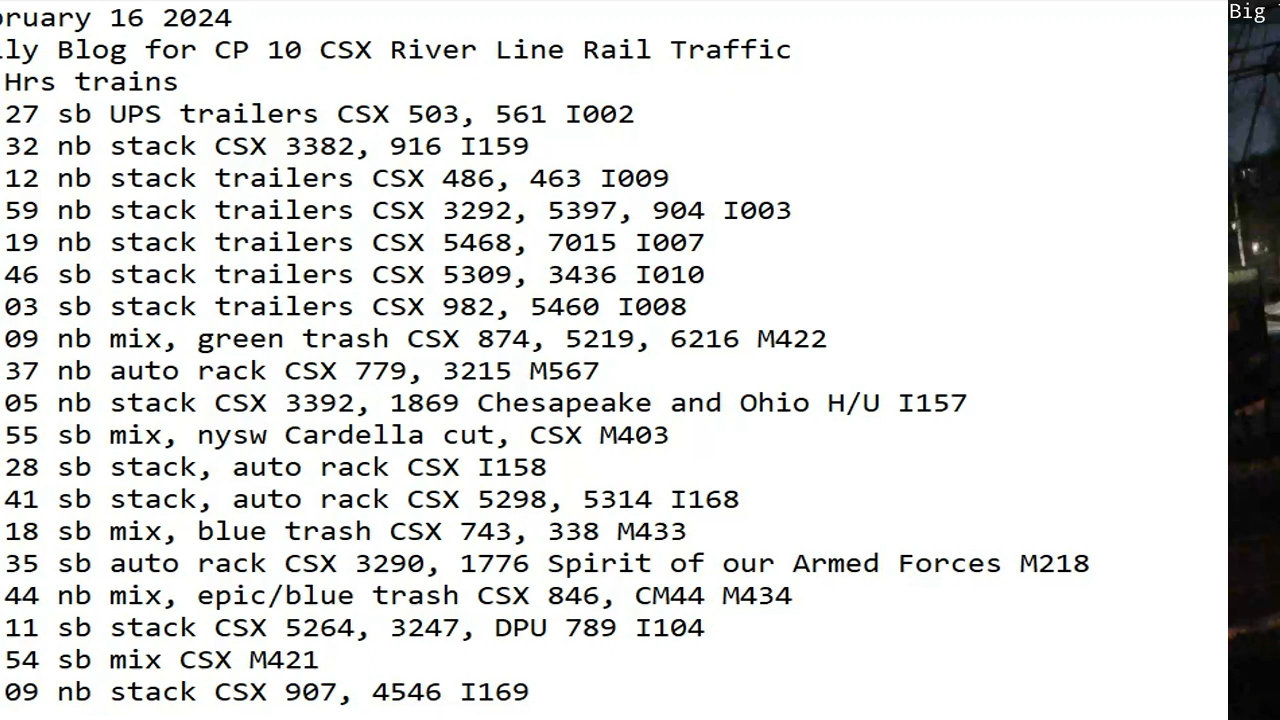 bruary 16 2024
ly Blog for CP 10 CSX River Line Rail Traffic
Hrs trains
27 sb UPS trailers CSX 503, 561 I002
32 nb stack CSX 3382, 916 I159
12 nb stack trailers CSX 486, 463 I009
59 nb stack trailers CSX 3292, 5397, 904 I003
19 nb stack trailers CSX 5468, 7015 I007
46 sb stack trailers CSX 5309, 3436 I010
03 sb stack trailers CSX 982, 5460 I008
09 nb mix, green trash CSX 874, 5219, 6216 M422
37 nb auto rack CSX 779, 3215 M567
05 nb stack CSX 3392, 1869 Chesapeake and Ohio H/U I157
55 sb mix, nysw Cardella cut, CSX M403
28 sb stack, auto rack CSX I158
41 sb stack, auto rack CSX 5298, 5314 I168
18 sb mix, blue trash CSX 743, 338 M433
35 sb auto rack CSX 3290, 1776 Spirit of our Armed Forces M218
44 nb mix, epic/blue trash CSX 846, CM44 M434
11 sb stack CSX 5264, 3247, DPU 789 I104
54 sb mix CSX M421
09 nb stack CSX 907, 4546 I169
Big